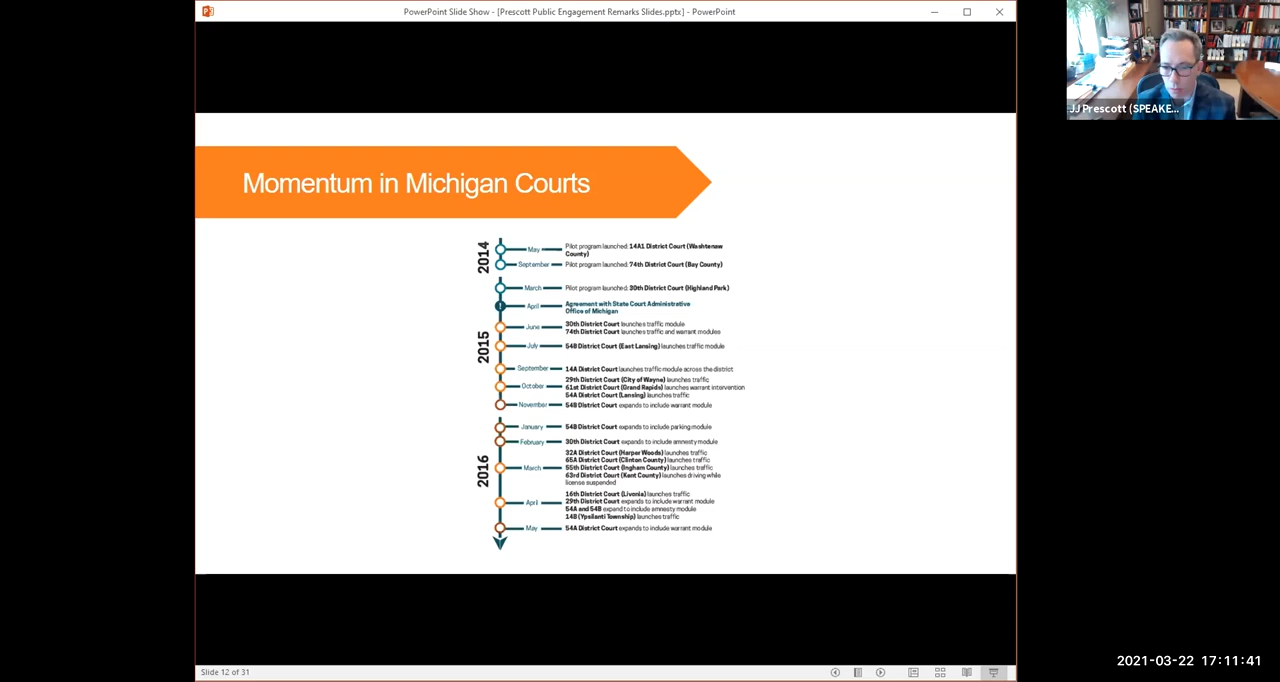 PowerPoint Slide Show - [Prescott Public Engagement Remarks Slides.pptx] - PowerPoint
JJ Prescott (SPEAKE...
Momentum in Michigan Courts
2014
May
Pilot program launched: 14A1 District Court (Washtenaw
County)
September
Pilot program launched: 74th District Court (Bay County)
2015
March
Pilot program launched: 30th District Court (Highland Park)
April
Agreement with State Court Administrative
Office of Michigan
June
30th District Court launches traffic module
74th District Court launches traffic and warrant modules
July
54B District Court (East Lansing) launches traffic module
September
14A District Court launches traffic module across the district
October
29th District Court (City of Wayne) launches traffic
61st District Court (Grand Rapids) launches warrant intervention
54A District Court (Lansing) launches traffic
November
54B District Court expands to include warrant module
2016
January
54B District Court expands to include parking module
February
30th District Court expands to include amnesty module
March
32A District Court (Harper Woods) launches traffic
65A District Court (Clinton County) launches traffic
55th District Court (Ingham County) launches traffic
63rd District Court (Kent County) launches driving while
license suspended
April
16th District Court (Livonia) launches traffic
29th District Court expands to include warrant module
54A and 54B expand to include amnesty module
14B (Ypsilanti Township) launches traffic
May
54A District Court expands to include warrant module
Slide 12 of 31
2021-03-22 17:11:41